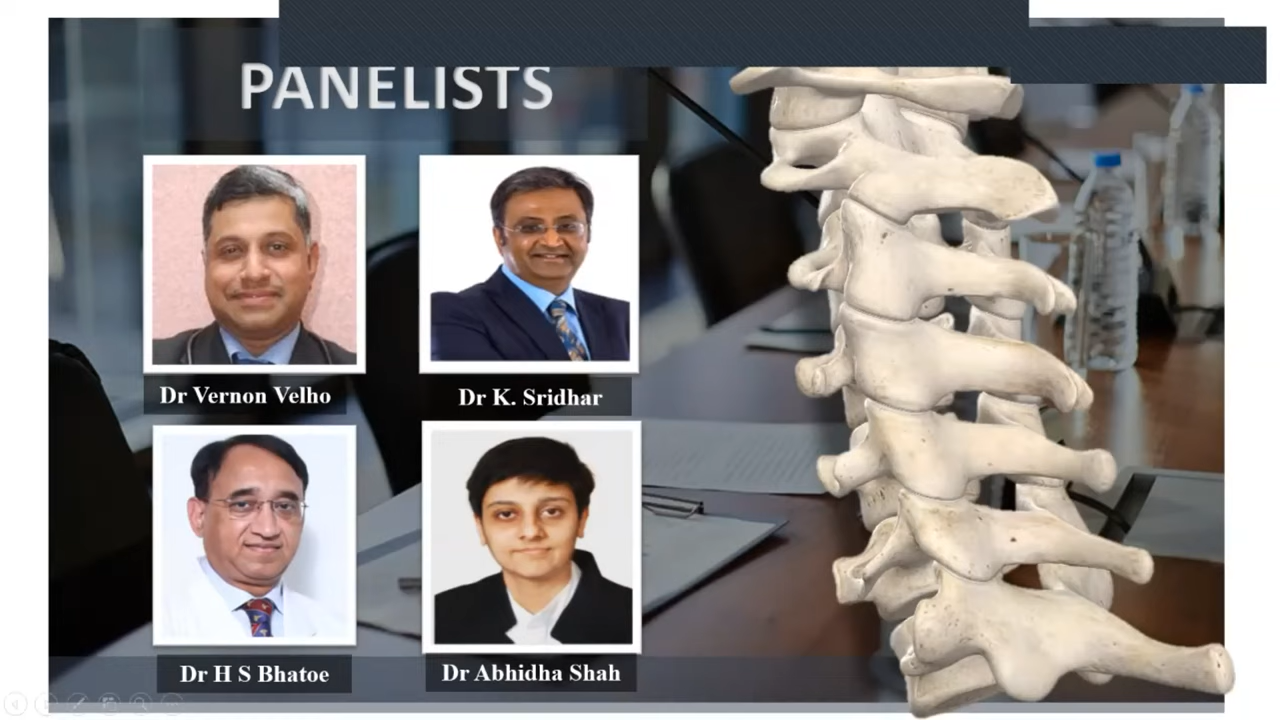 PANELISTS
Dr Vernon Velho
Dr K. Sridhar
Dr H S Bhatoe
Dr Abhidha Shah